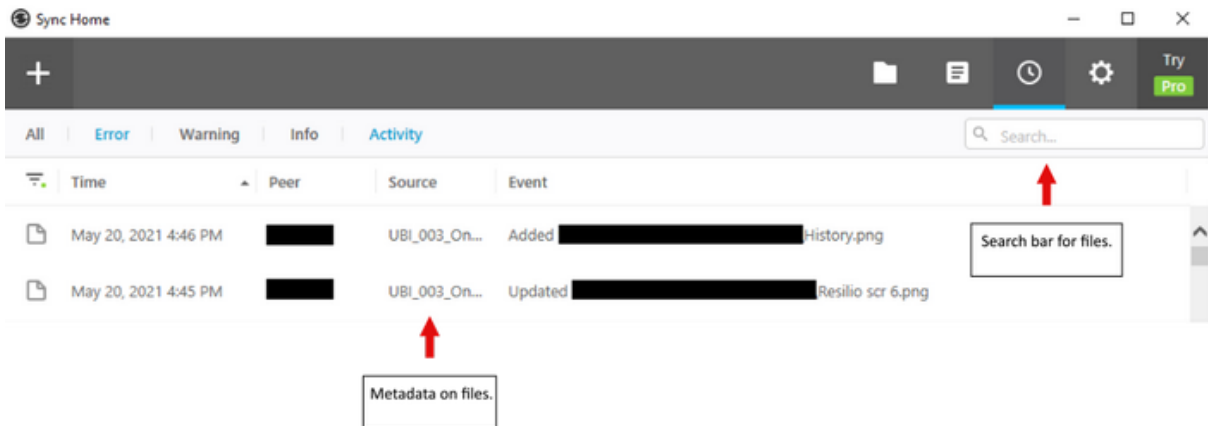 Sync Home
Try
Pro
All Error Warning Info Activity Search...
Time Peer Source Event
May 20, 2021 4:46 PM UBI_003_On... Added History.png
Search bar for files.
May 20, 2021 4:45 PM UBI_003_On... Updated Resilio scr 6.png
Metadata on files.